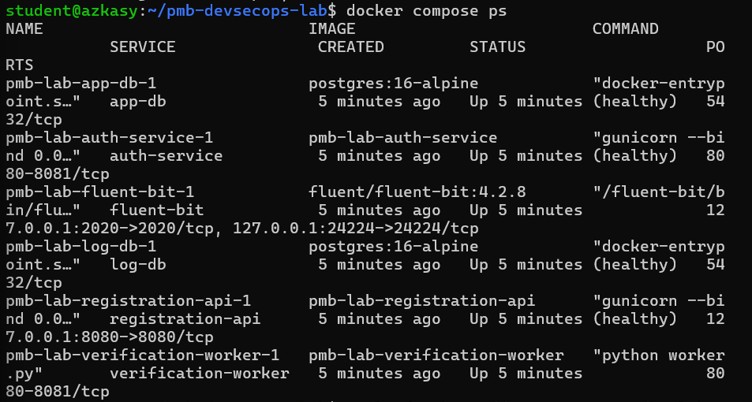 student@azkasy:~/pmb-devsecops-lab$ docker compose ps
NAME                           IMAGE                        COMMAND
           SERVICE               CREATED         STATUS                   PO
RTS
pmb-lab-app-db-1               postgres:16-alpine           "docker-entryp
oint.s…"   app-db                5 minutes ago   Up 5 minutes (healthy)   54
32/tcp
pmb-lab-auth-service-1         pmb-lab-auth-service         "gunicorn --bi
nd 0.0…"   auth-service          5 minutes ago   Up 5 minutes (healthy)   80
80-8081/tcp
pmb-lab-fluent-bit-1           fluent/fluent-bit:4.2.8      "/fluent-bit/b
in/flu…"   fluent-bit            5 minutes ago   Up 5 minutes             12
7.0.0.1:2020->2020/tcp, 127.0.0.1:24224->24224/tcp
pmb-lab-log-db-1               postgres:16-alpine           "docker-entryp
oint.s…"   log-db                5 minutes ago   Up 5 minutes (healthy)   54
32/tcp
pmb-lab-registration-api-1     pmb-lab-registration-api     "gunicorn --bi
nd 0.0…"   registration-api      5 minutes ago   Up 5 minutes (healthy)   12
7.0.0.1:8080->8080/tcp
pmb-lab-verification-worker-1  pmb-lab-verification-worker  "python worker
.py"       verification-worker   5 minutes ago   Up 5 minutes             80
80-8081/tcp